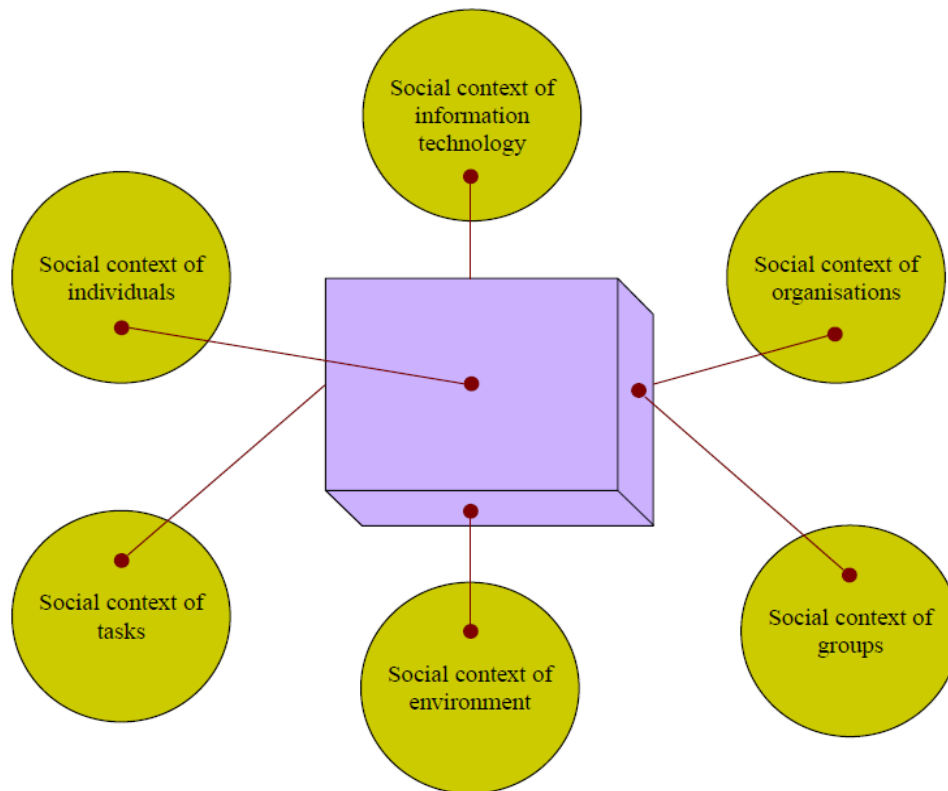 Social context of
information
technology
Social context of
individuals
Social context of
organisations
Social context of
tasks
Social context of
groups
Social context of
environment